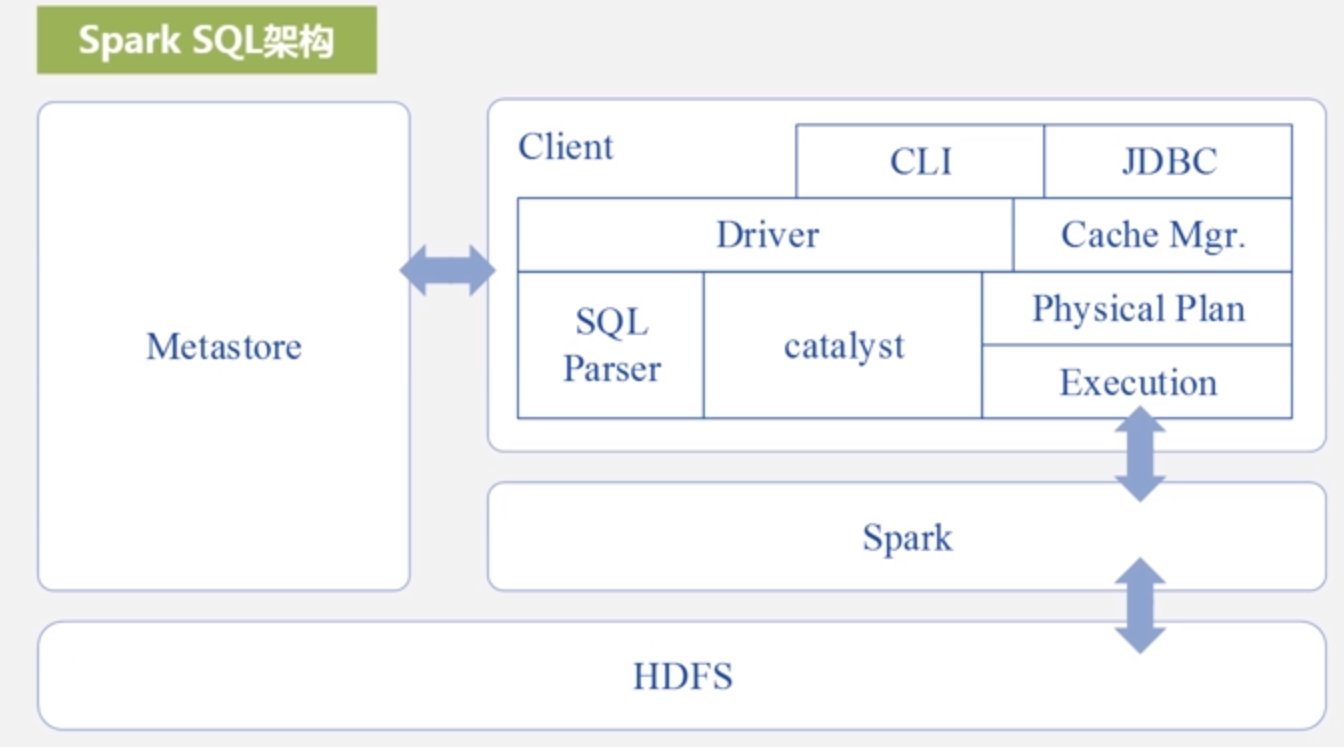 Spark SQL架构
Client
CLI
JDBC
Driver
Cache Mgr.
Metastore
SQL
Parser
catalyst
Physical Plan
Execution
Spark
HDFS